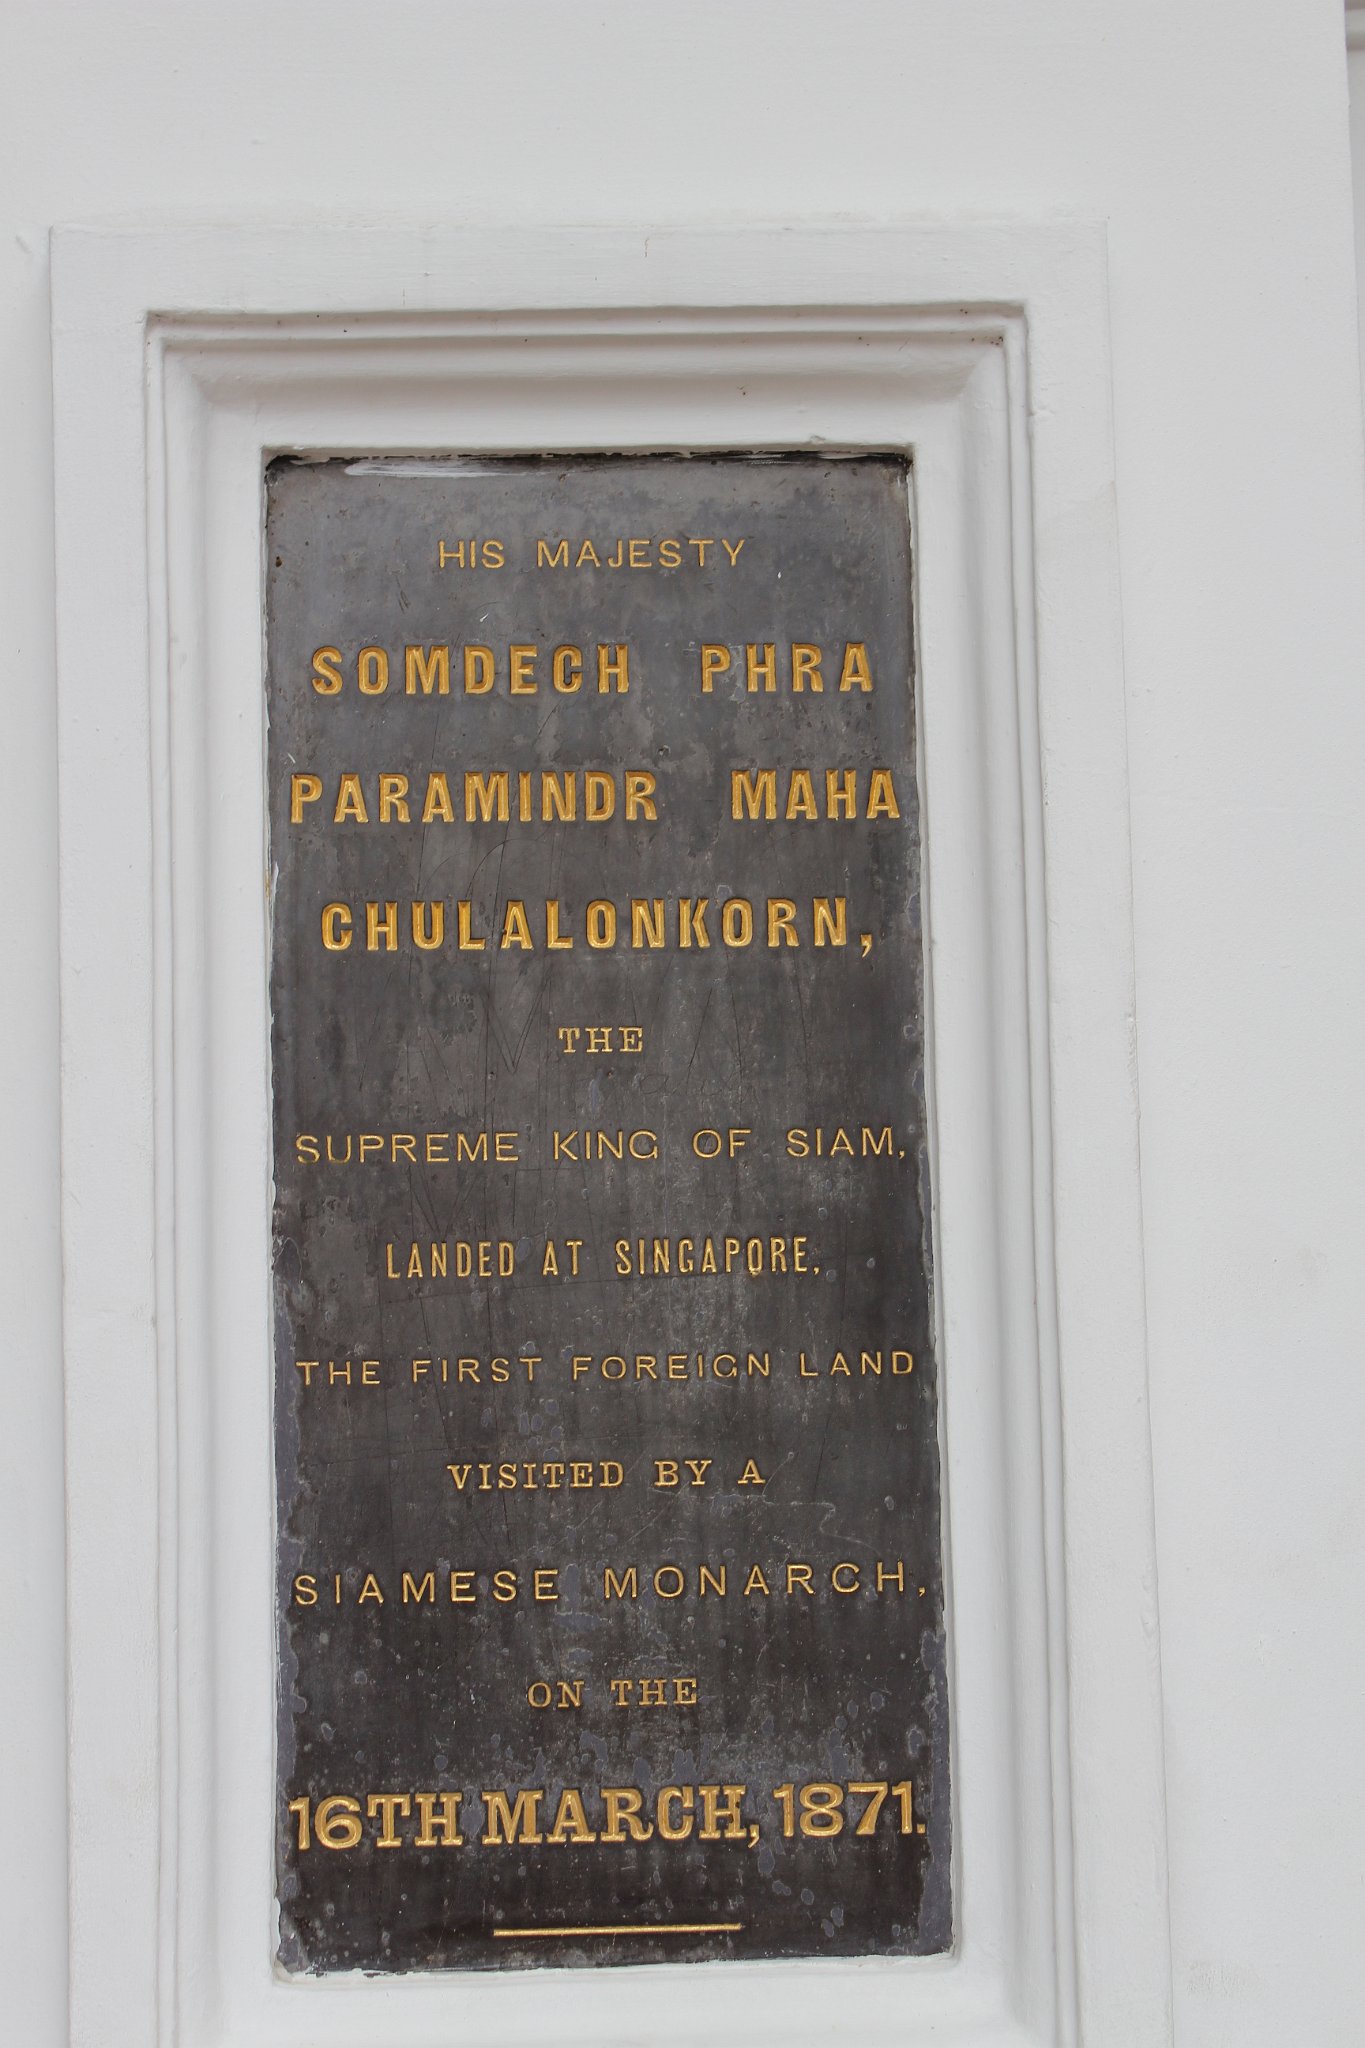 HIS MAJESTY
SOMDECH PHRA
PARAMINDR MAHA
CHULALONKORN,
THE
SUPREME KING OF SIAM,
LANDED AT SINGAPORE,
THE FIRST FOREIGN LAND
VISITED BY A
SIAMESE MONARCH,
ON THE
16TH MARCH, 1871.